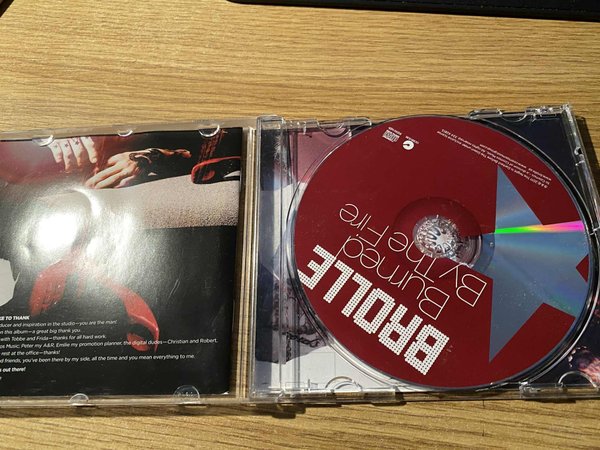 KE TO THANK
ducer and inspiration in the studio—you are the man!
n this album—a great big thank you.
with Tobbe and Frida—thanks for all hard work.
os Music: Peter my A&R, Emilie my promotion planner, the digital dudes—Christian and Robert,
rest at the office—thanks!
d friends, you've been there by my side, all the time and you mean everything to me.
s out there!
BROLLE
Burned
By The Fire